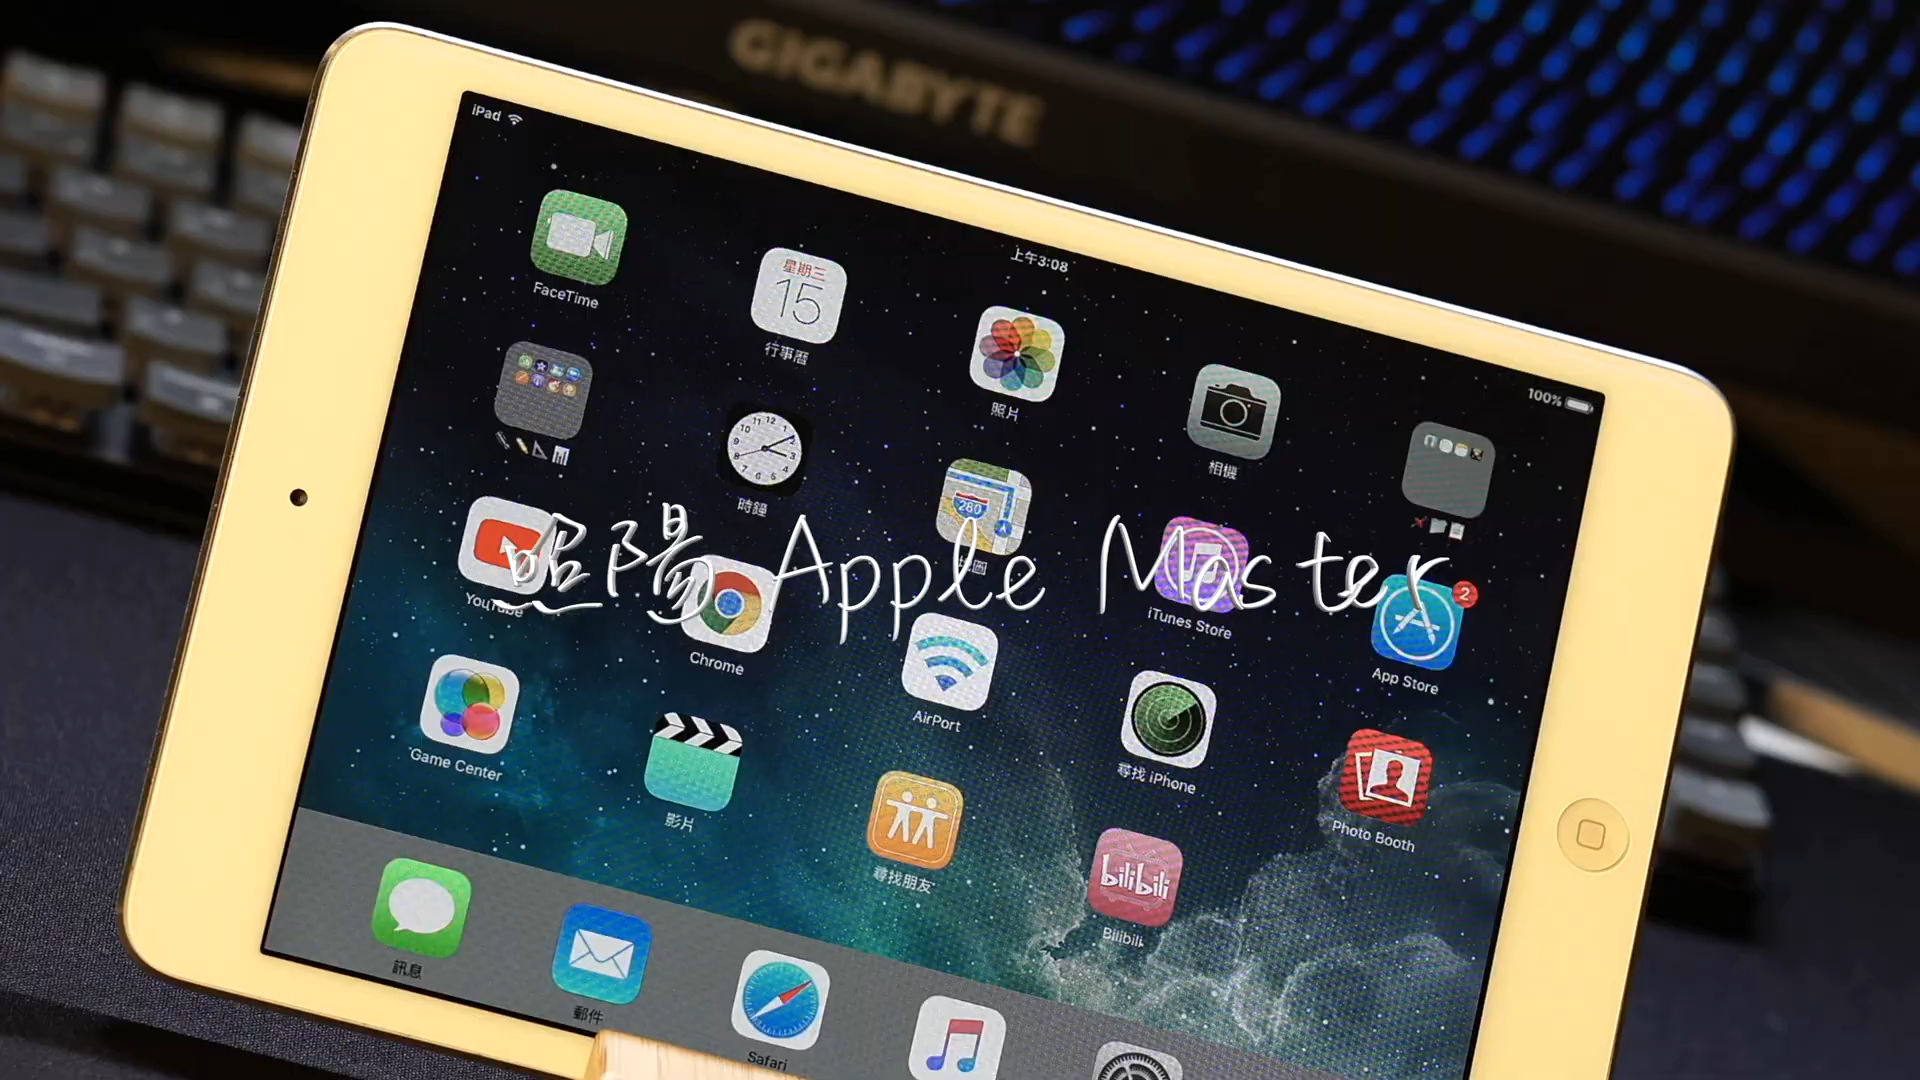 GIGABYTE
iPad
上午3:08
100%
FaceTime
星期三
15
行事曆
照片
相機
時鐘
280
YouTube
昭陽 Apple Master
iTunes Store
2
App Store
Chrome
AirPort
尋找 iPhone
Photo Booth
Game Center
影片
尋找朋友
bilibili
Bilibili
訊息
郵件
Safari